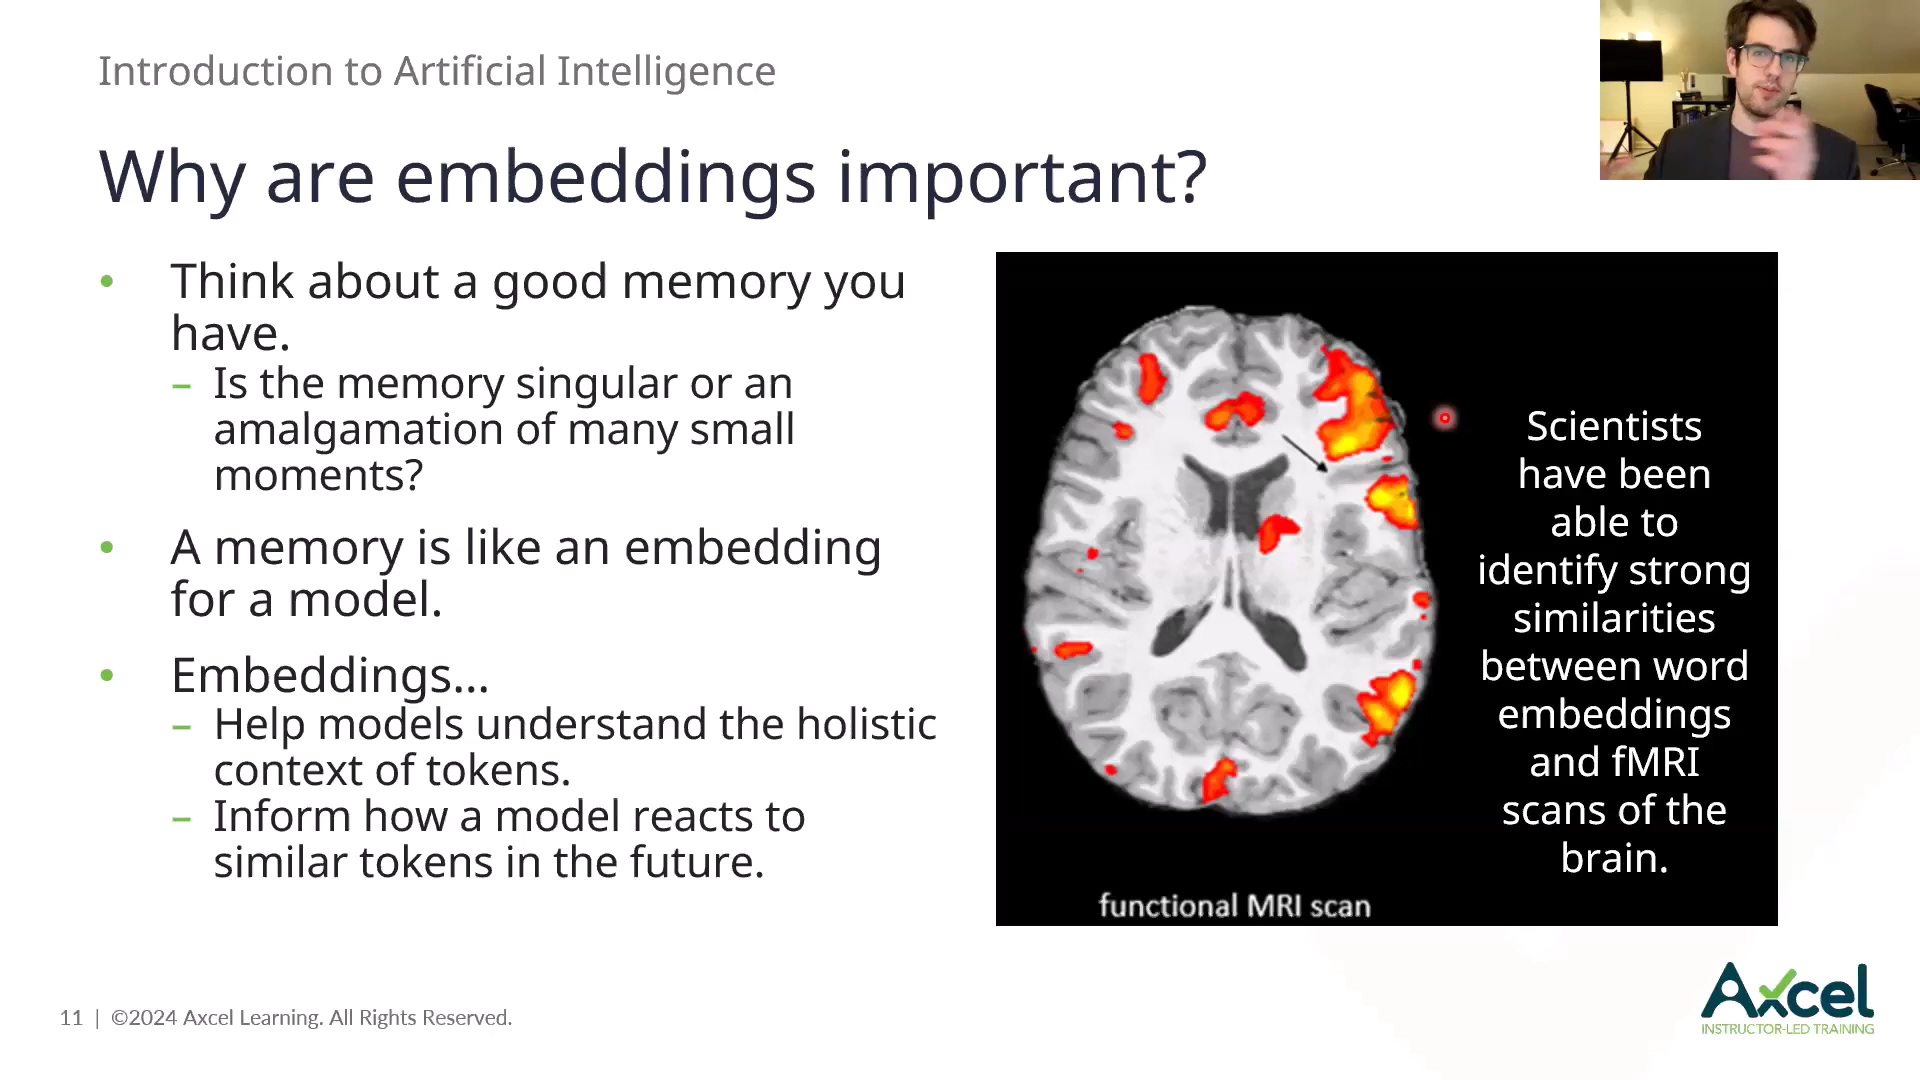 Introduction to Artificial Intelligence
Why are embeddings important?
• Think about a good memory you
have.
– Is the memory singular or an
amalgamation of many small
moments?
• A memory is like an embedding
for a model.
• Embeddings...
– Help models understand the holistic
context of tokens.
– Inform how a model reacts to
similar tokens in the future.
Scientists
have been
able to
identify strong
similarities
between word
embeddings
and fMRI
scans of the
brain.
functional MRI scan
11 | ©2024 Axcel Learning. All Rights Reserved.
Axcel
INSTRUCTOR-LED TRAINING